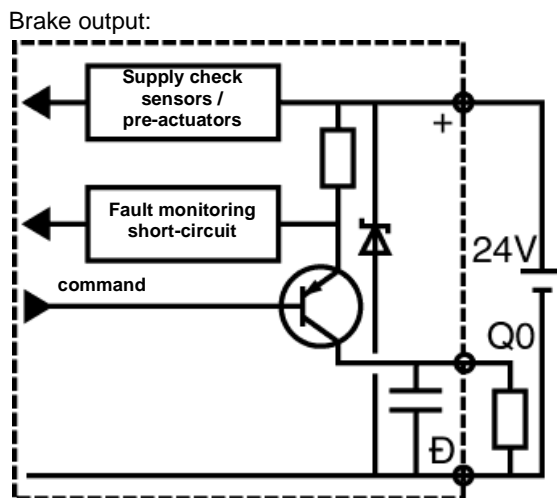 Brake output:
Supply check
sensors /
pre-actuators
+
Fault monitoring
short-circuit
24V
command
Q0
Đ